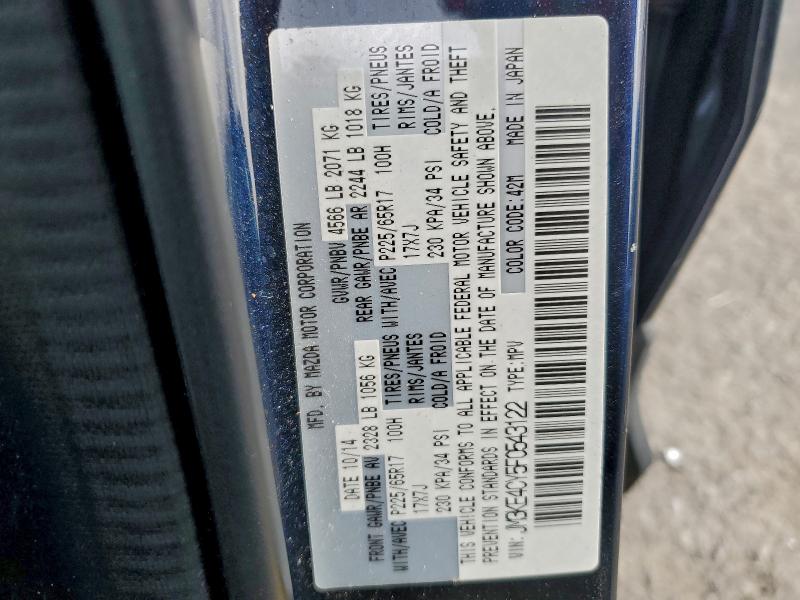 MFD. BY MAZDA MOTOR CORPORATION
DATE 10/14 GVWR/PNBV 4566 LB 2071 KG
FRONT GAWR/PNBE AV 2328 LB 1056 KG REAR GAWR/PNBE AR 2244 LB 1018 KG
WITH/AVEC P225/65R17 100H TIRES/PNEUS WITH/AVEC P225/65R17 100H TIRES/PNEUS
17X7J RIMS/JANTES 17X7J RIMS/JANTES
230 KPA/34 PSI COLD/A FROID 230 KPA/34 PSI COLD/A FROID
THIS VEHICLE CONFORMS TO ALL APPLICABLE FEDERAL MOTOR VEHICLE SAFETY AND THEFT
PREVENTION STANDARDS IN EFFECT ON THE DATE OF MANUFACTURE SHOWN ABOVE.
VIN: JM3KE4CY5F0543122 TYPE:MPV COLOR CODE:42M MADE IN JAPAN